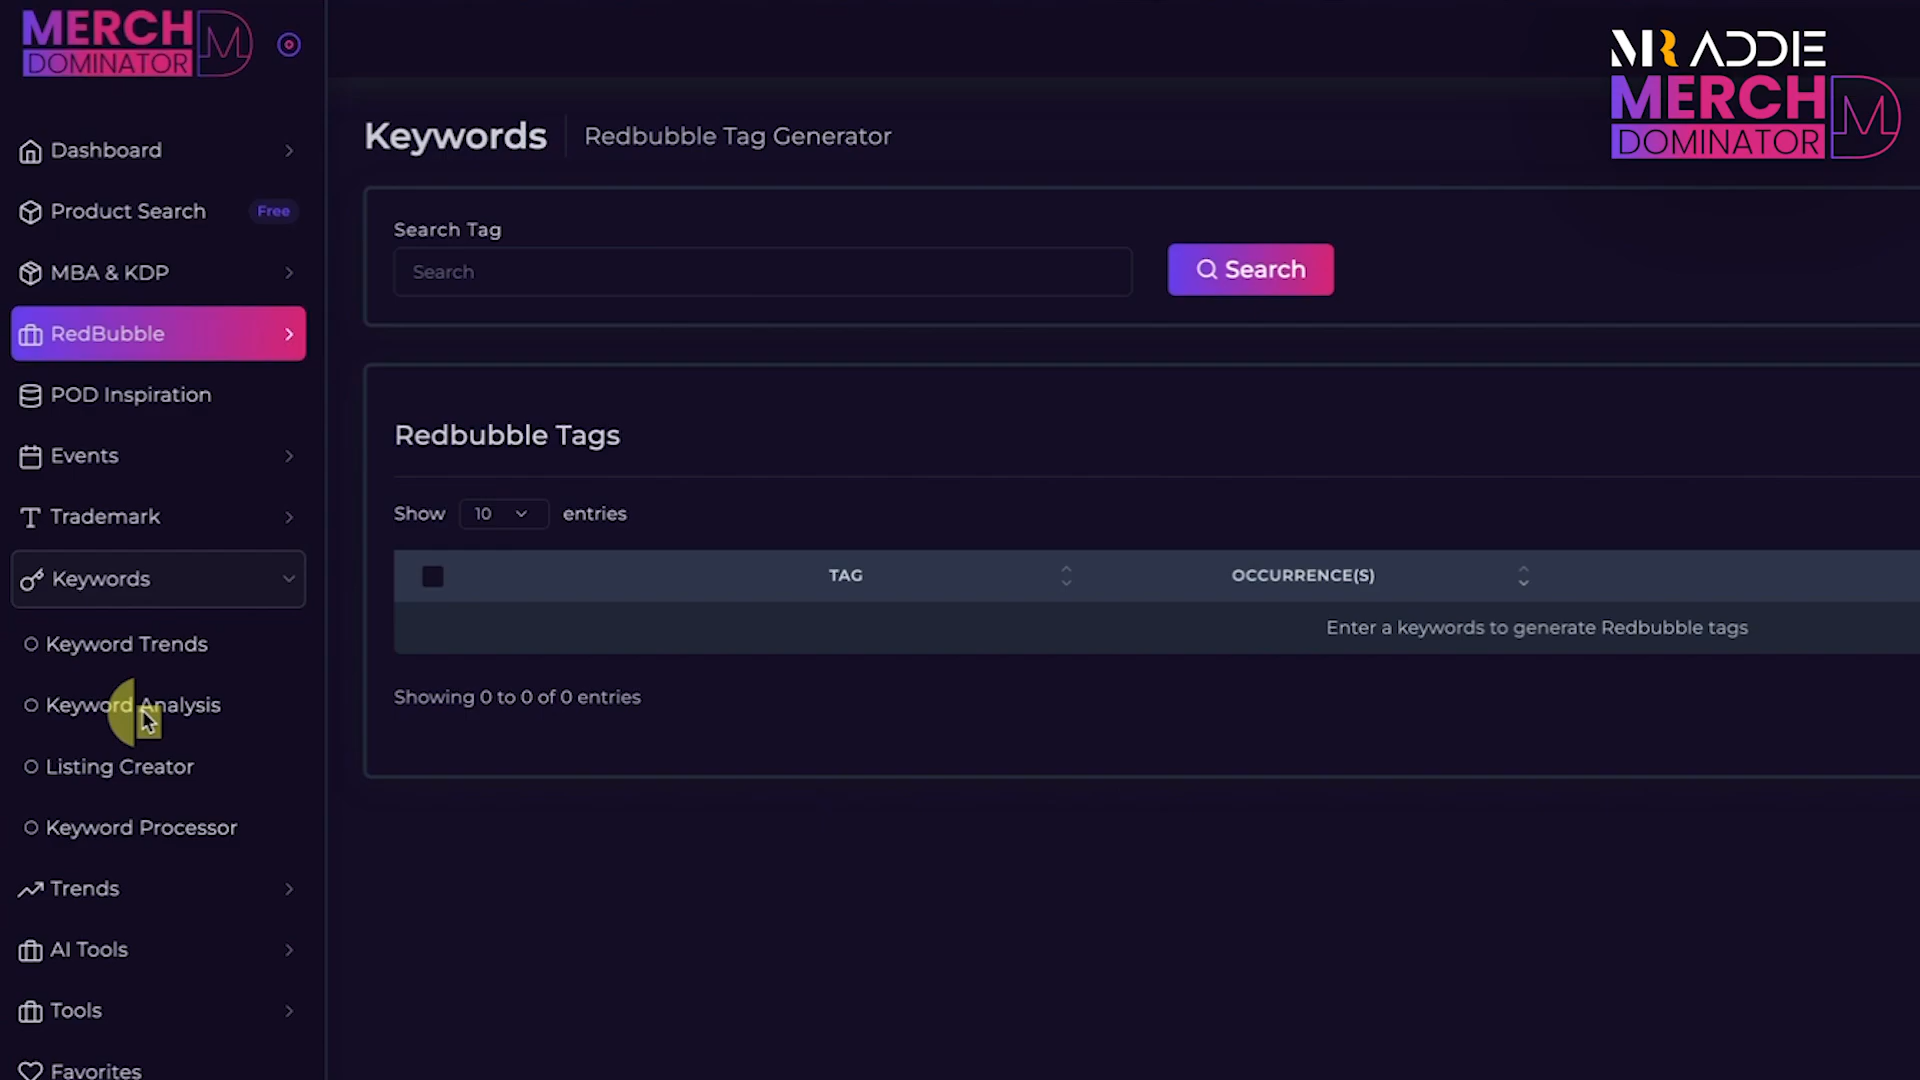 MERCH
DOMINATOR
Dashboard
Product Search Free
MBA & KDP
RedBubble
POD Inspiration
Events
Trademark
Keywords
Keyword Trends
Keyword Analysis
Listing Creator
Keyword Processor
Trends
AI Tools
Tools
Favorites
MR ADDIE
MERCH
DOMINATOR
Keywords Redbubble Tag Generator
Search Tag
Search Search
Redbubble Tags
Show 10 entries
TAG OCCURRENCE(S)
Enter a keywords to generate Redbubble tags
Showing 0 to 0 of 0 entries